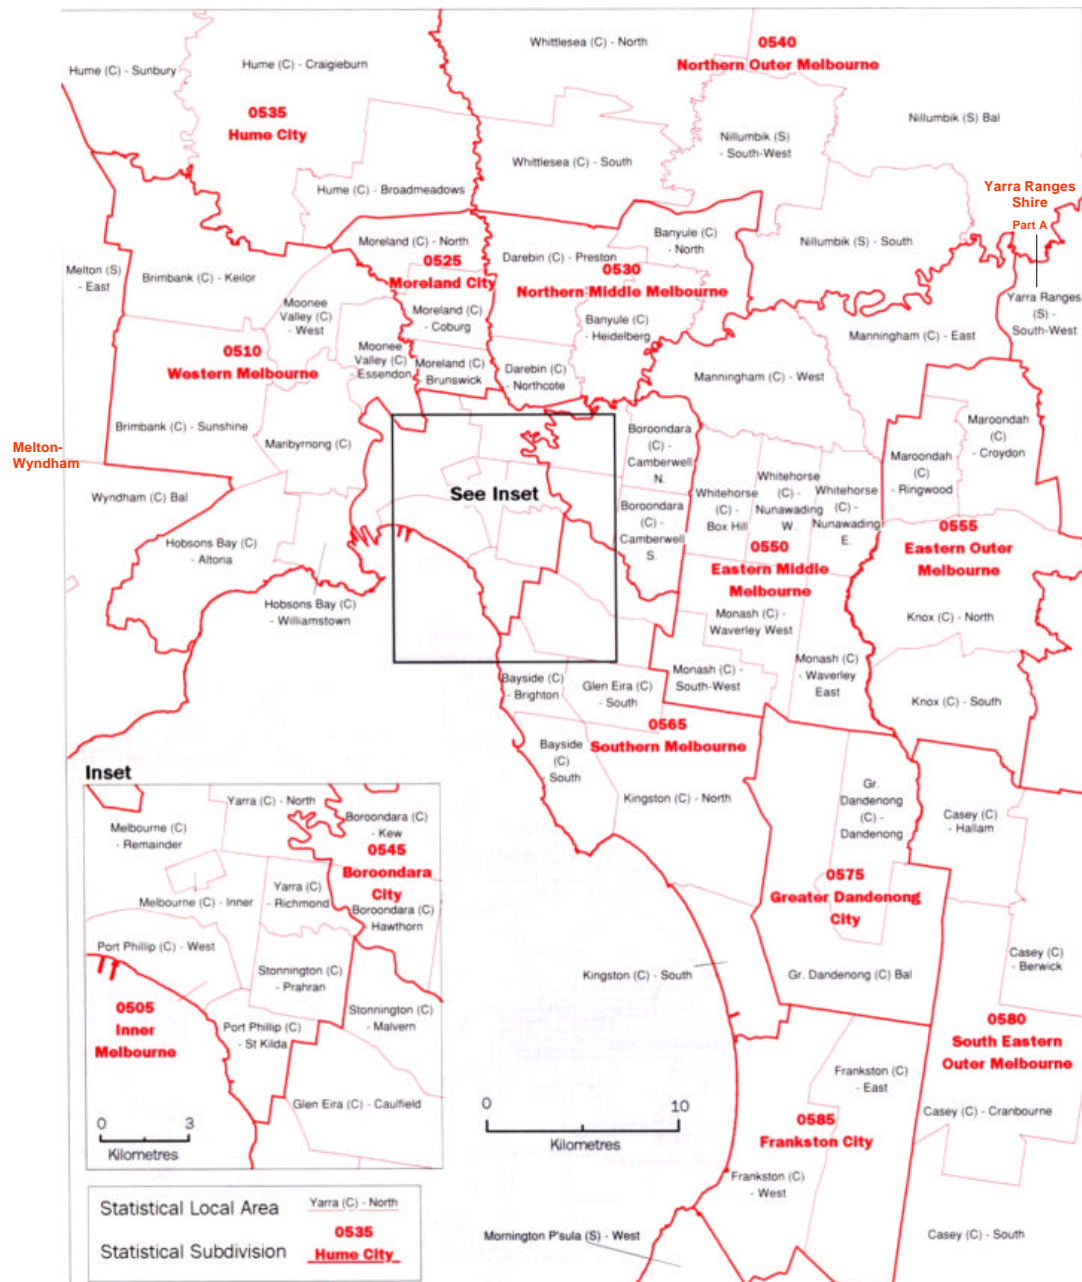 Whittlesea (C) - North
0540
Northern Outer Melbourne
Hume (C) - Sunbury
Hume (C) - Craigieburn
0535
Hume City
Nillumbik (S) Bal
Nillumbik (S)
- South-West
Whittlesea (C) - South
Hume (C) - Broadmeadows
Yarra Ranges
Shire
Part A
Moreland (C) - North
Banyule (C)
- North
Nillumbik (S) - South
Darebin (C) - Preston
0525
Moreland City
0530
Northern Middle Melbourne
Melton (S)
- East
Brimbank (C) - Keilor
Moonee
Valley (C)
- West
Moreland (C)
- Coburg
Banyule (C)
- Heidelberg
Yarra Ranges
(S) -
South-West
Manningham (C) - East
0510
Western Melbourne
Moonee
Valley (C)
- Essendon
Moreland (C)
- Brunswick
Darebin (C)
- Northcote
Manningham (C) - West
Brimbank (C) - Sunshine
Maribyrnong (C)
Boroondara
(C) -
Camberwell
N.
Maroondah
(C)
- Croydon
Maroondah
(C)
- Ringwood
Melton-
Wyndham
Wyndham (C) Bal
See Inset
Whitehorse
(C) -
Box Hill
Whitehorse
(C) -
Nunawading
W.
Whitehorse
(C) -
Nunawading
E.
Boroondara
(C) -
Camberwell
S.
0555
Eastern Outer
Melbourne
Hobsons Bay (C)
- Altona
0550
Eastern Middle
Melbourne
Hobsons Bay (C)
- Williamstown
Monash (C) -
Waverley West
Knox (C) - North
Monash (C)
- Waverley
East
Bayside (C)
- Brighton
Glen Eira (C)
- South
Monash (C) -
South-West
Knox (C) - South
0565
Southern Melbourne
Bayside
(C)
- South
Kingston (C) - North
Gr.
Dandenong
(C) -
Dandenong
Casey (C)
- Hallam
Inset
Yarra (C) - North
Melbourne (C)
- Remainder
Boroondara (C)
- Kew
0545
Boroondara
City
Melbourne (C) - Inner
Yarra (C)
- Richmond
Boroondara (C)
Hawthorn
Port Phillip (C) - West
Stonnington (C)
- Prahran
0505
Inner
Melbourne
Port Phillip (C)
- St Kilda
Stonnington (C)
- Malvern
Glen Eira (C) - Caulfield
0 3
Kilometres
0575
Greater Dandenong
City
Kingston (C) - South
Gr. Dandenong (C) Bal
Casey (C)
- Berwick
0580
South Eastern
Outer Melbourne
Frankston (C)
- East
0 10
Kilometres
0585
Frankston City
Casey (C) - Cranbourne
Frankston (C)
- West
Mornington P'sula (S) - West
Casey (C) - South
Statistical Local Area
Yarra (C) - North
Statistical Subdivision
0535
Hume City